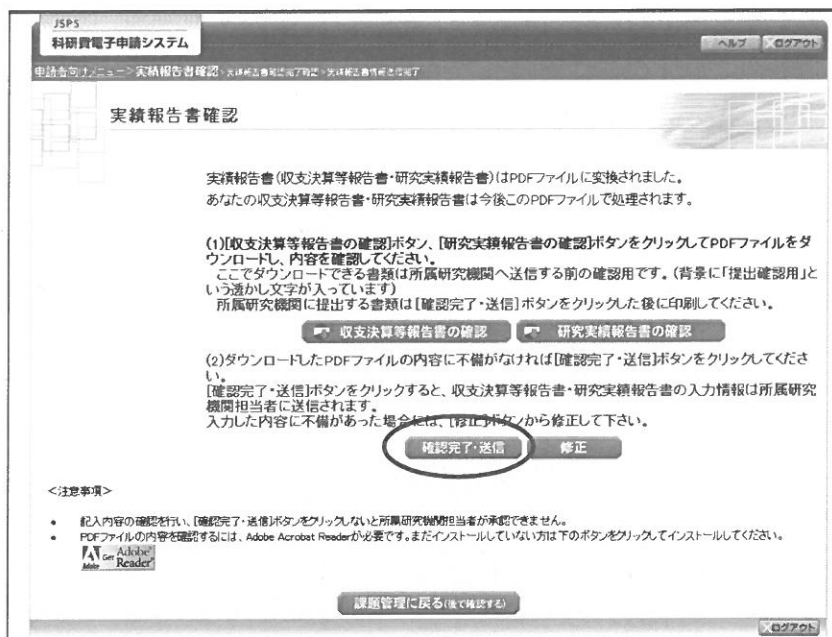 JSPS
科研費電子申請システム
ヘルプ
ログアウト
申請者向けメニュー>実績報告書確認>実績報告書確認完了確認>実績報告書情報送信完了
実績報告書確認
実績報告書(収支決算等報告書・研究実績報告書)はPDFファイルに変換されました。
あなたの収支決算等報告書・研究実績報告書は今後このPDFファイルで処理されます。
(1)[収支決算等報告書の確認]ボタン、[研究実績報告書の確認]ボタンをクリックしてPDFファイルをダ
ウンロードし、内容を確認してください。
ここでダウンロードできる書類は所属研究機関へ送信する前の確認用です。(背景に「提出確認用」と
いう透かし文字が入っています)
所属研究機関に提出する書類は[確認完了・送信]ボタンをクリックした後に印刷してください。
収支決算等報告書の確認
研究実績報告書の確認
(2)ダウンロードしたPDFファイルの内容に不備がなければ[確認完了・送信]ボタンをクリックしてくださ
い。
[確認完了・送信]ボタンをクリックすると、収支決算等報告書・研究実績報告書の入力情報は所属研究
機関担当者に送信されます。
入力した内容に不備があった場合には、[修正]ボタンから修正して下さい。
確認完了・送信
修正
<注意事項>
• 記入内容の確認を行い、[確認完了・送信]ボタンをクリックしないと所属研究機関担当者が承認できません。
• PDFファイルの内容を確認するには、Adobe Acrobat Readerが必要です。まだインストールしていない方は下のボタンをクリックしてインストールしてください。
Adobe
Get Adobe®
Reader®
課題管理に戻る(後で確認する)
ログアウト